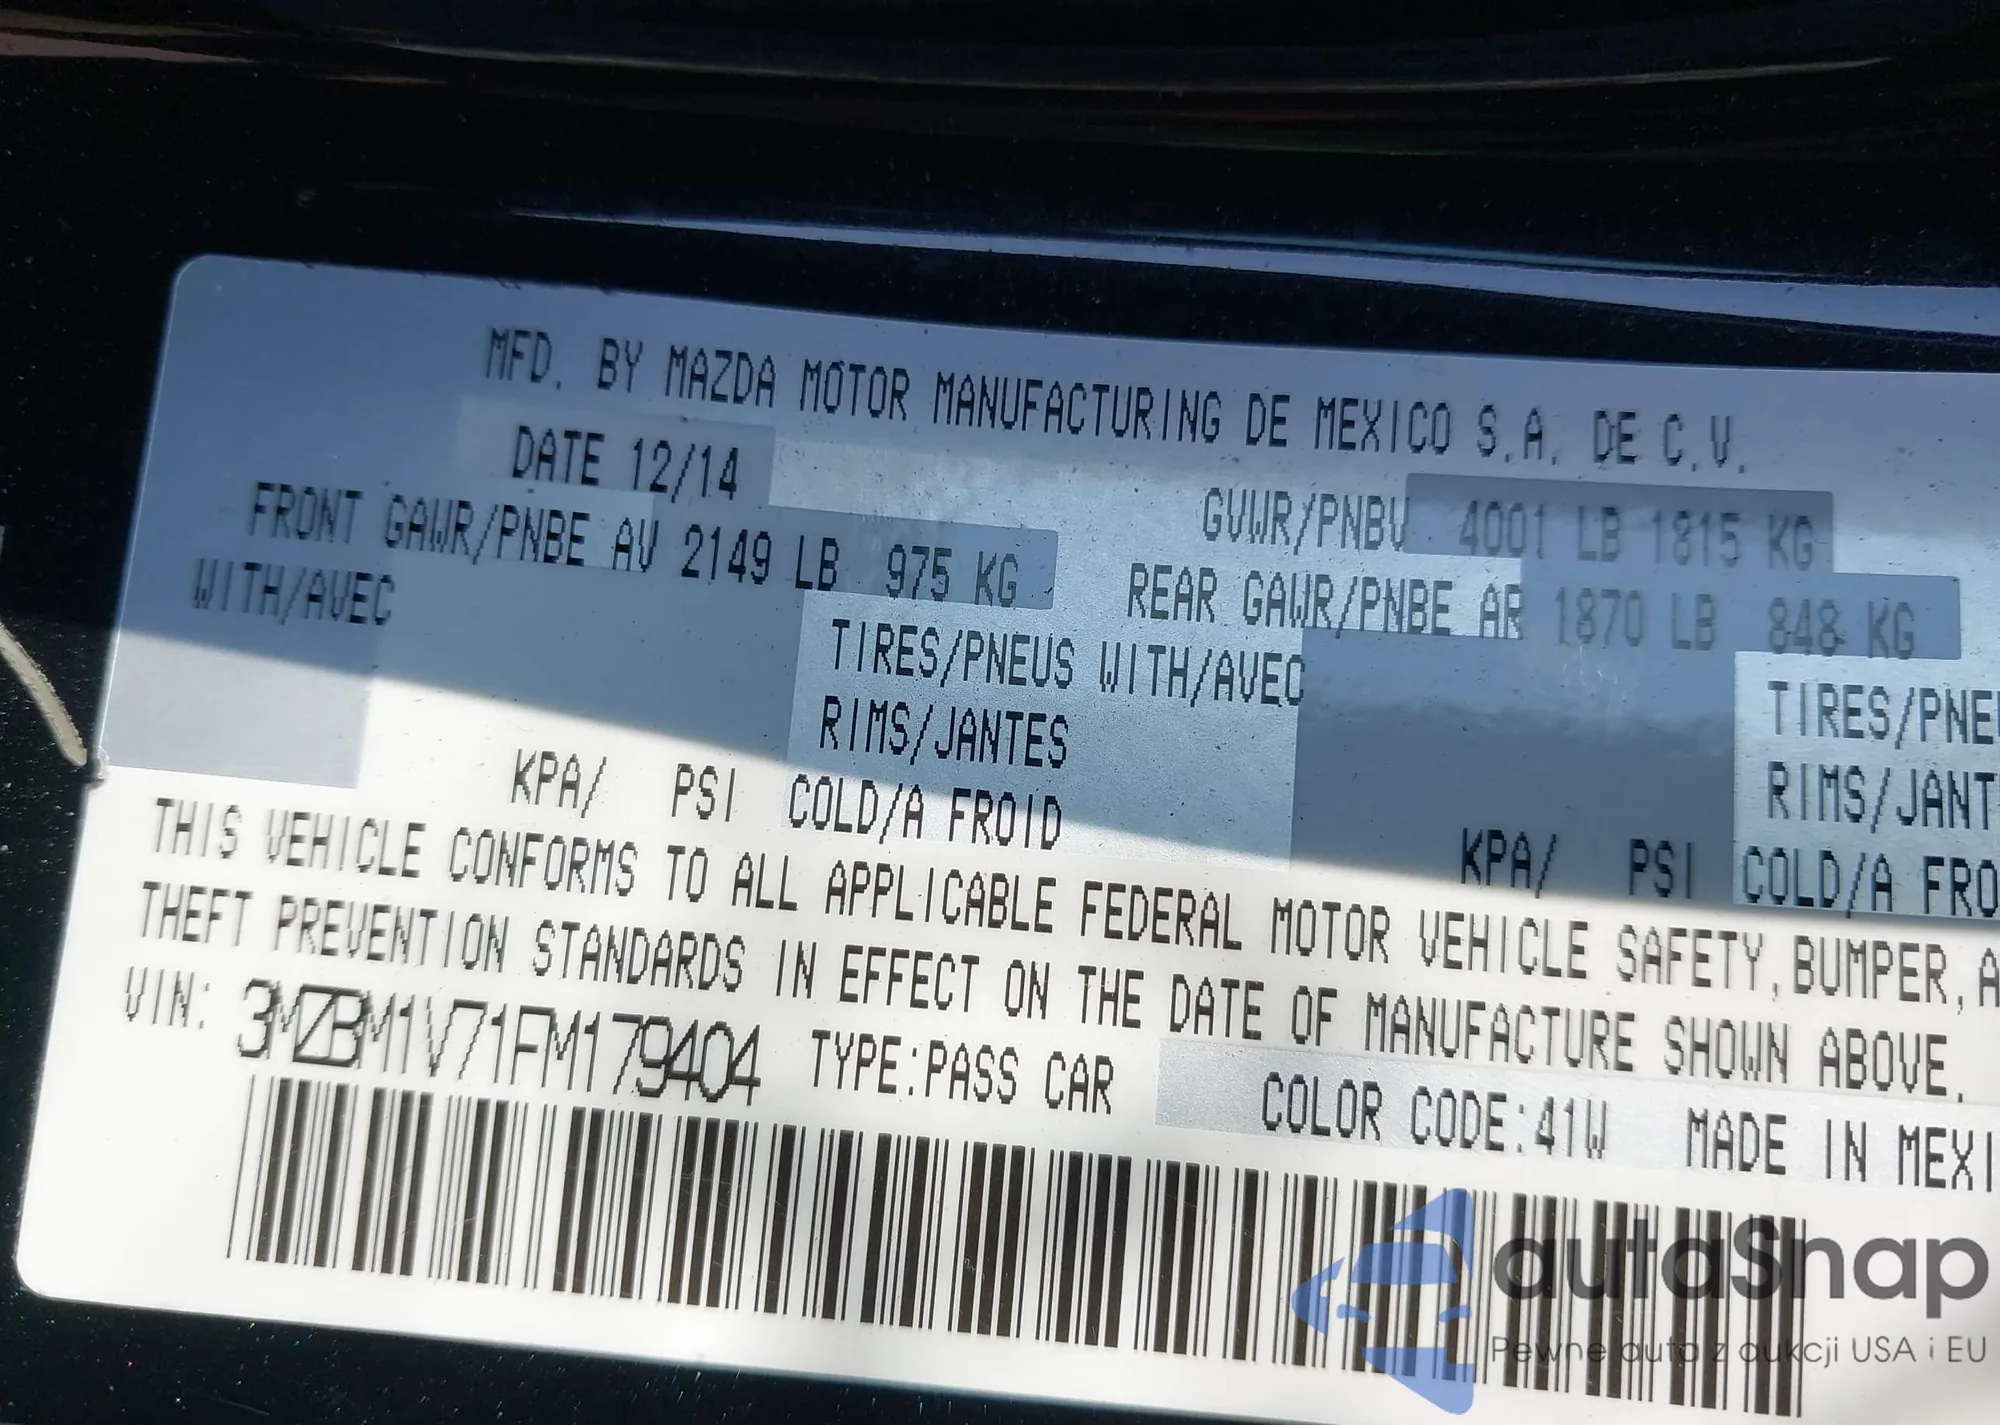 MFD. BY MAZDA MOTOR MANUFACTURING DE MEXICO S.A. DE C.V.
DATE 12/14
GVWR/PNBV 4001 LB 1815 KG
FRONT GAWR/PNBE AV 2149 LB 975 KG
REAR GAWR/PNBE AR 1870 LB 848 KG
WITH/AVEC
TIRES/PNEUS WITH/AVEC
TIRES/PNE
RIMS/JANTES
RIMS/JANT
KPA/ PSI COLD/A FROID
KPA/ PSI COLD/A FRO
THIS VEHICLE CONFORMS TO ALL APPLICABLE FEDERAL MOTOR VEHICLE SAFETY, BUMPER, A
THEFT PREVENTION STANDARDS IN EFFECT ON THE DATE OF MANUFACTURE SHOWN ABOVE.
VIN: 3MZBM1V71FM179404 TYPE:PASS CAR
COLOR CODE:41W MADE IN MEXI
autaSnap
Pewne auto z aukcji USA i EU